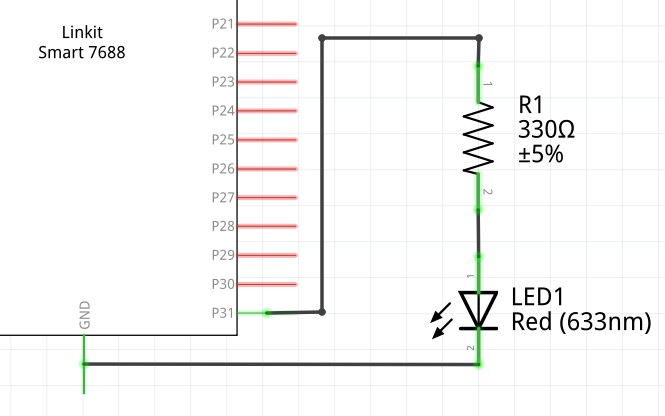 Linkit
Smart 7688
P21
P22
P23
P24
P25
P26
P27
P28
P29
P30
P31
GND
1
R1
330Ω
±5%
2
1
LED1
Red (633nm)
2